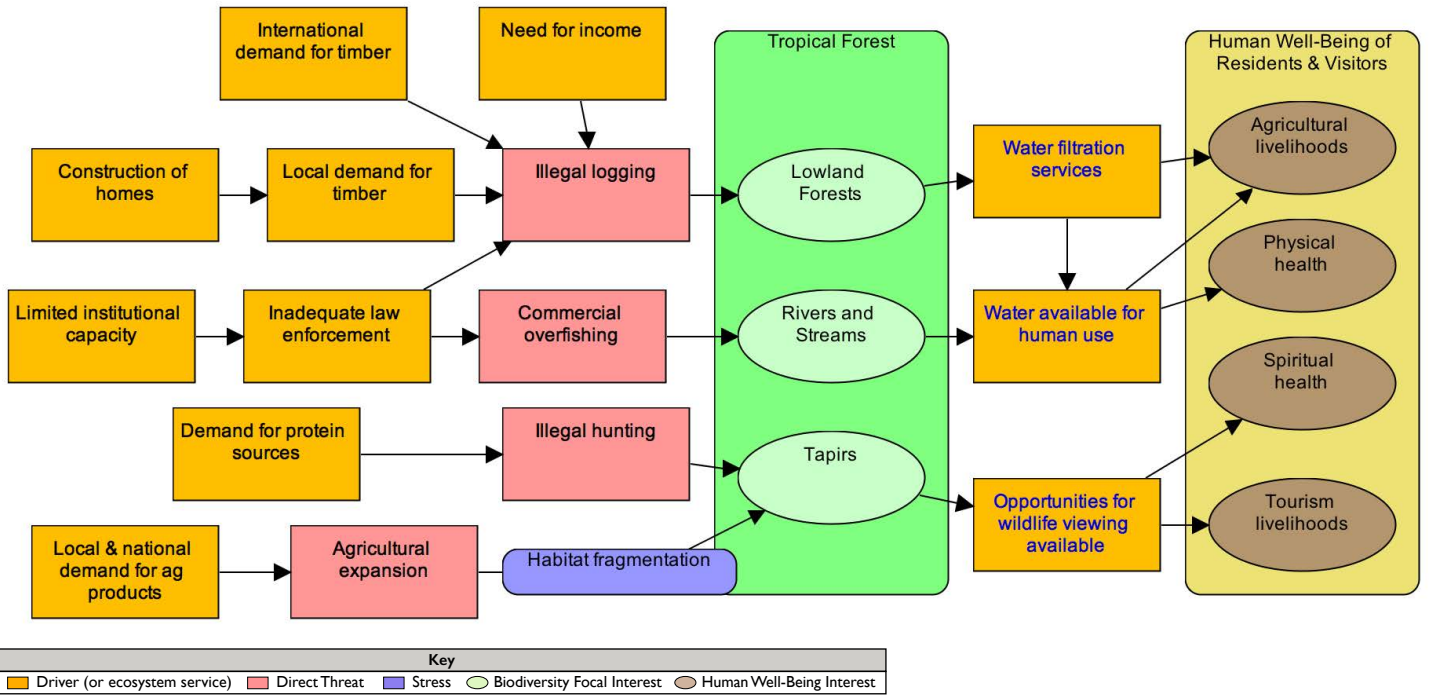 International
demand for timber
Need for income
Tropical Forest
Human Well-Being of
Residents & Visitors
Construction of
homes
Local demand for
timber
Illegal logging
Lowland
Forests
Water filtration
services
Agricultural
livelihoods
Physical
health
Limited institutional
capacity
Inadequate law
enforcement
Commercial
overfishing
Rivers and
Streams
Water available for
human use
Spiritual
health
Demand for protein
sources
Illegal hunting
Tapirs
Opportunities for
wildlife viewing
available
Tourism
livelihoods
Local & national
demand for ag
products
Agricultural
expansion
Habitat fragmentation
Key
Driver (or ecosystem service)
Direct Threat
Stress
Biodiversity Focal Interest
Human Well-Being Interest